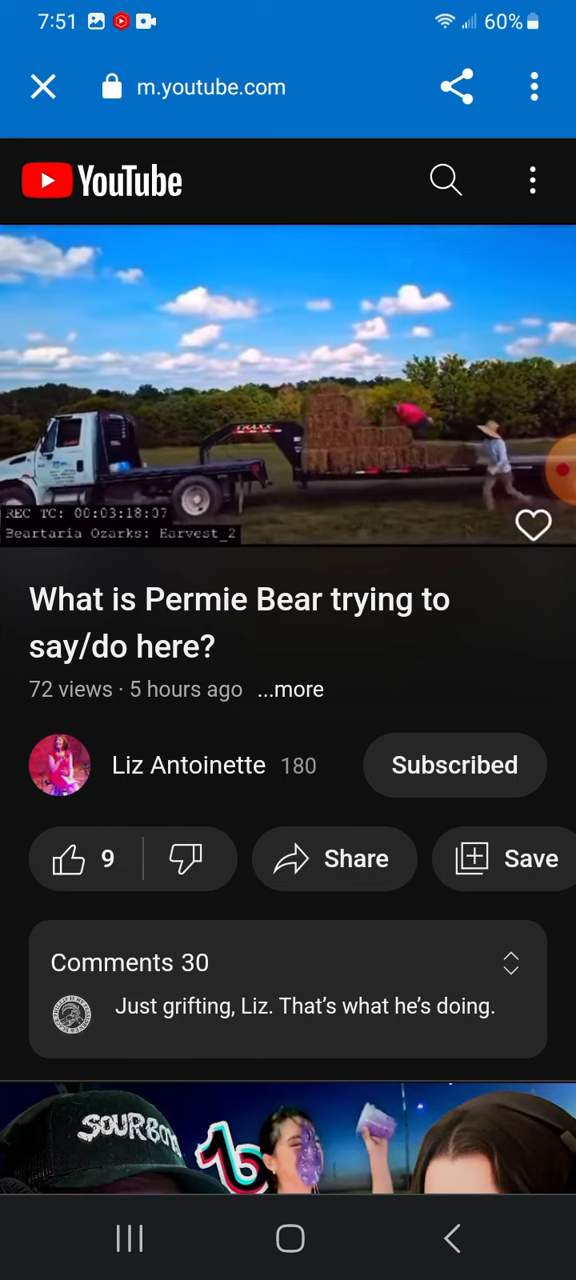 7:51
60%
m.youtube.com
YouTube
TRAXX
REC TC: 00:03:18:07
Beartaria Ozarks: Harvest_2
What is Permie Bear trying to
say/do here?
72 views · 5 hours ago ...more
Liz Antoinette 180 Subscribed
9 Share Save
Comments 30
Just grifting, Liz. That's what he's doing.